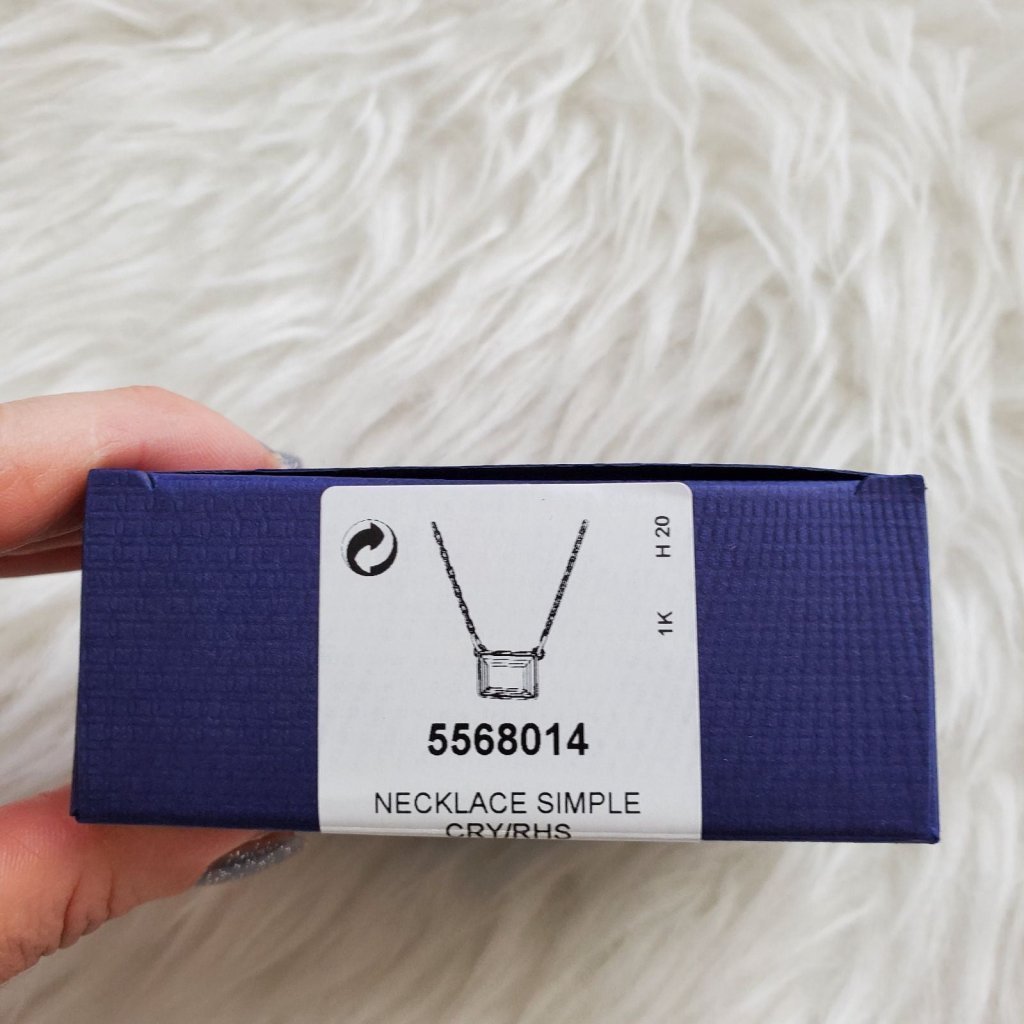 H 20
1K
5568014
NECKLACE SIMPLE
CRY/RHS